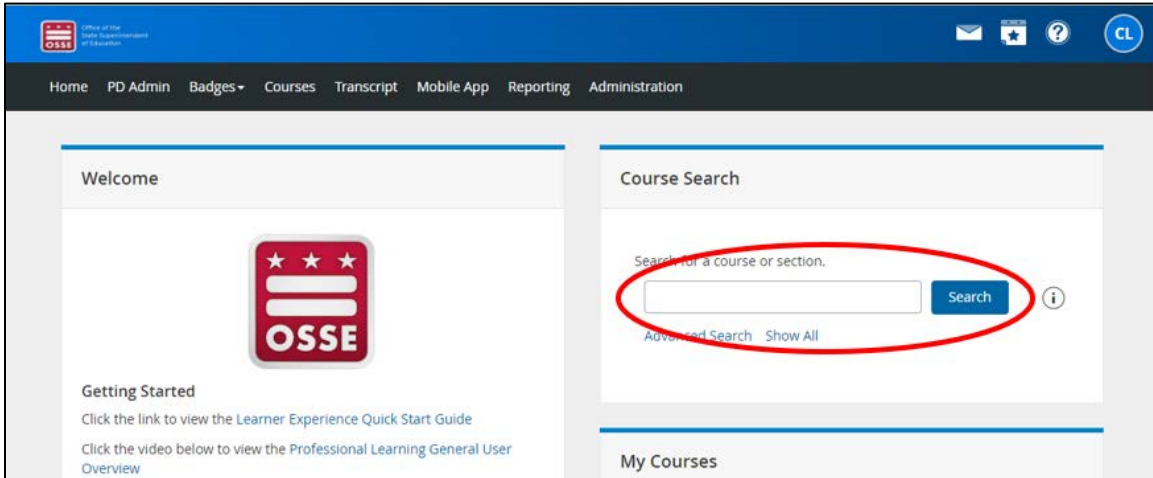 Office of the
State Superintendent
of Education
OSSE
?
CL
Home PD Admin Badges Courses Transcript Mobile App Reporting Administration
Welcome
OSSE
Getting Started
Click the link to view the Learner Experience Quick Start Guide
Click the video below to view the Professional Learning General User
Overview
Course Search
Search for a course or section.
Search
i
Advanced Search Show All
My Courses